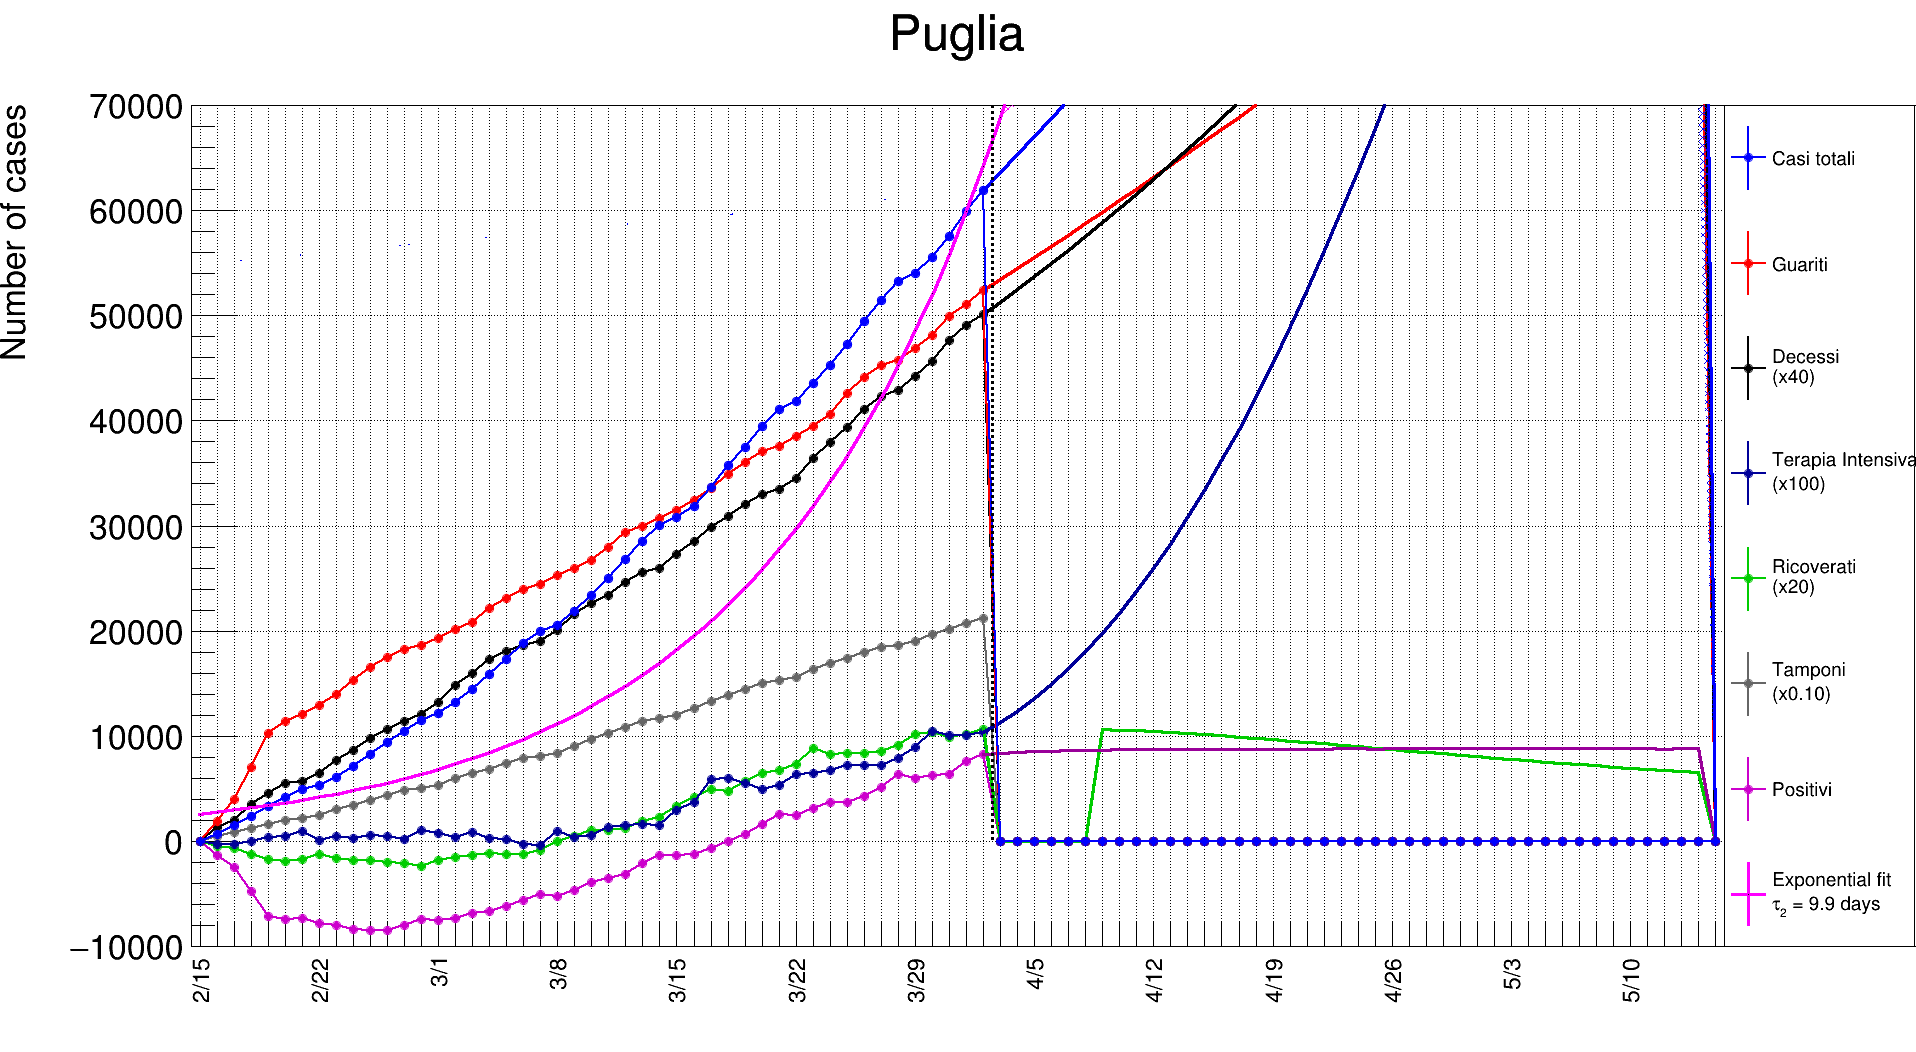 Puglia
Number of cases
70000
60000
50000
40000
30000
20000
10000
0
−10000
2/15
2/22
3/1
3/8
3/15
3/22
3/29
4/5
4/12
4/19
4/26
5/3
5/10
Casi totali
Guariti
Decessi
(x40)
Terapia Intensiva
(x100)
Ricoverati
(x20)
Tamponi
(x0.10)
Positivi
Exponential fit
τ₂ = 9.9 days